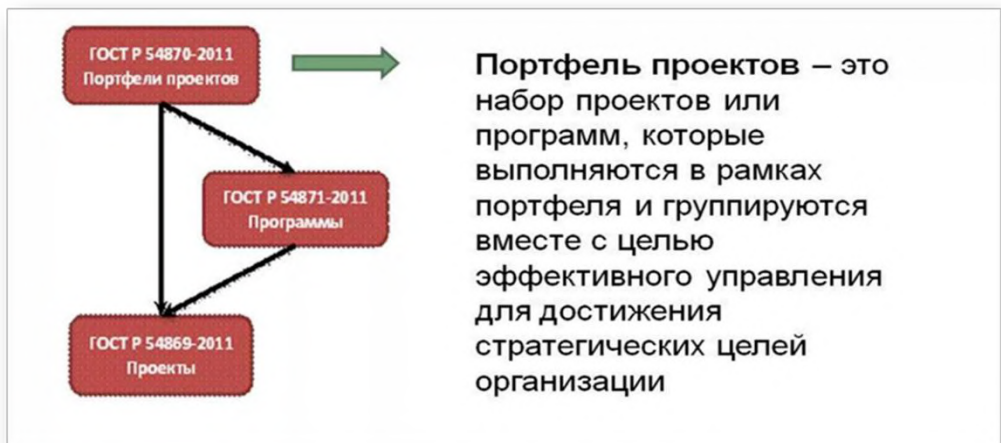 ГОСТ Р 54870-2011
Портфели проектов
ГОСТ Р 54871-2011
Программы
ГОСТ Р 54869-2011
Проекты
Портфель проектов – это
набор проектов или
программ, которые
выполняются в рамках
портфеля и группируются
вместе с целью
эффективного управления
для достижения
стратегических целей
организации